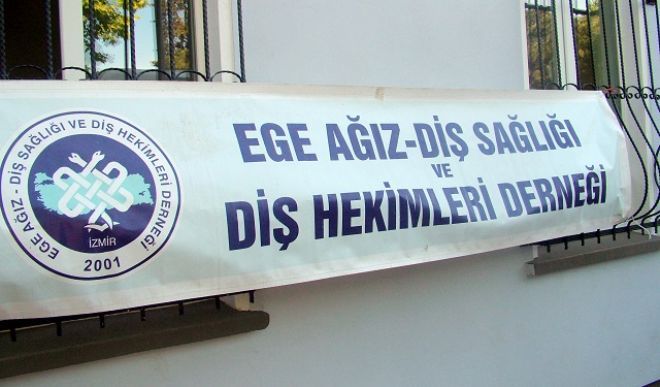 EGE AĞIZ-DİŞ SAĞLIĞI
VE
DİŞ HEKİMLERİ DERNEĞİ
EGE AĞIZ - DİŞ SAĞLIĞI VE DİŞ HEKİMLERİ DERNEĞİ
İZMİR
2001